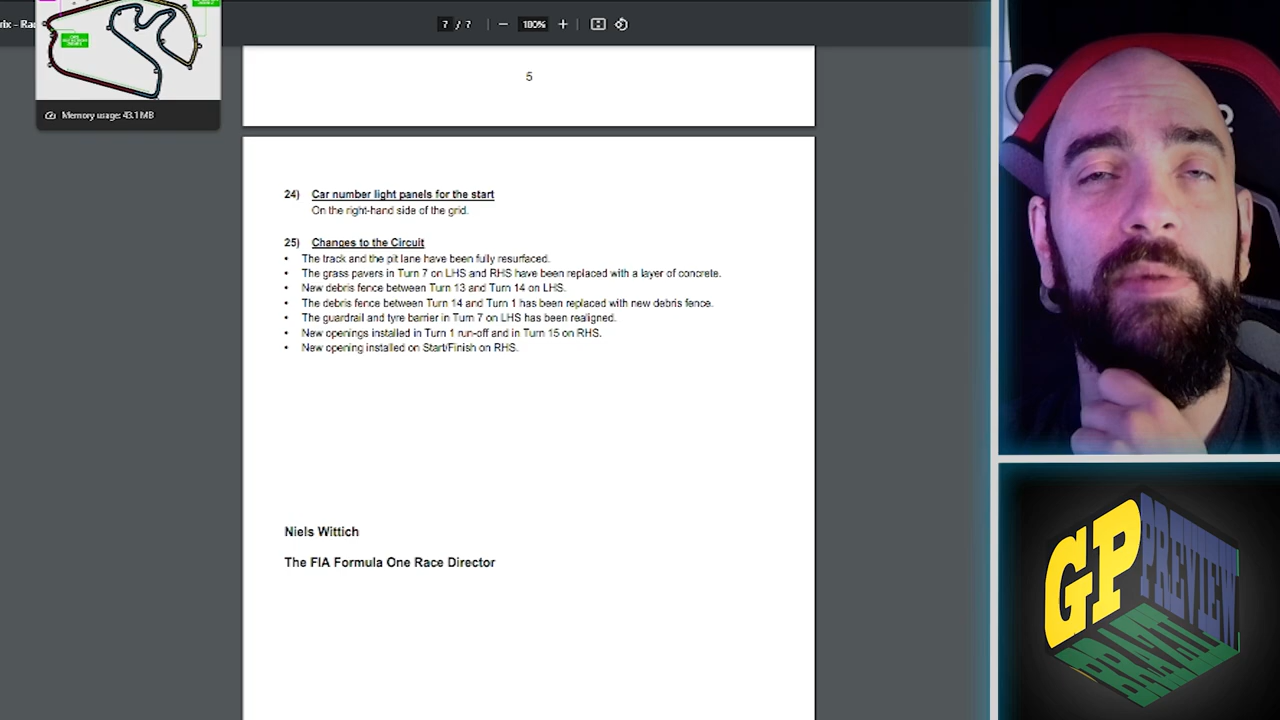 7 / 7
100%
Memory usage: 43.1 MB
5
24) Car number light panels for the start
On the right-hand side of the grid.
25) Changes to the Circuit
• The track and the pit lane have been fully resurfaced.
• The grass pavers in Turn 7 on LHS and RHS have been replaced with a layer of concrete.
• New debris fence between Turn 13 and Turn 14 on LHS.
• The debris fence between Turn 14 and Turn 1 has been replaced with new debris fence.
• The guardrail and tyre barrier in Turn 7 on LHS has been realigned.
• New openings installed in Turn 1 run-off and in Turn 15 on RHS.
• New opening installed on Start/Finish on RHS.
Niels Wittich
The FIA Formula One Race Director
GP
PREVIEW
BRAZIL